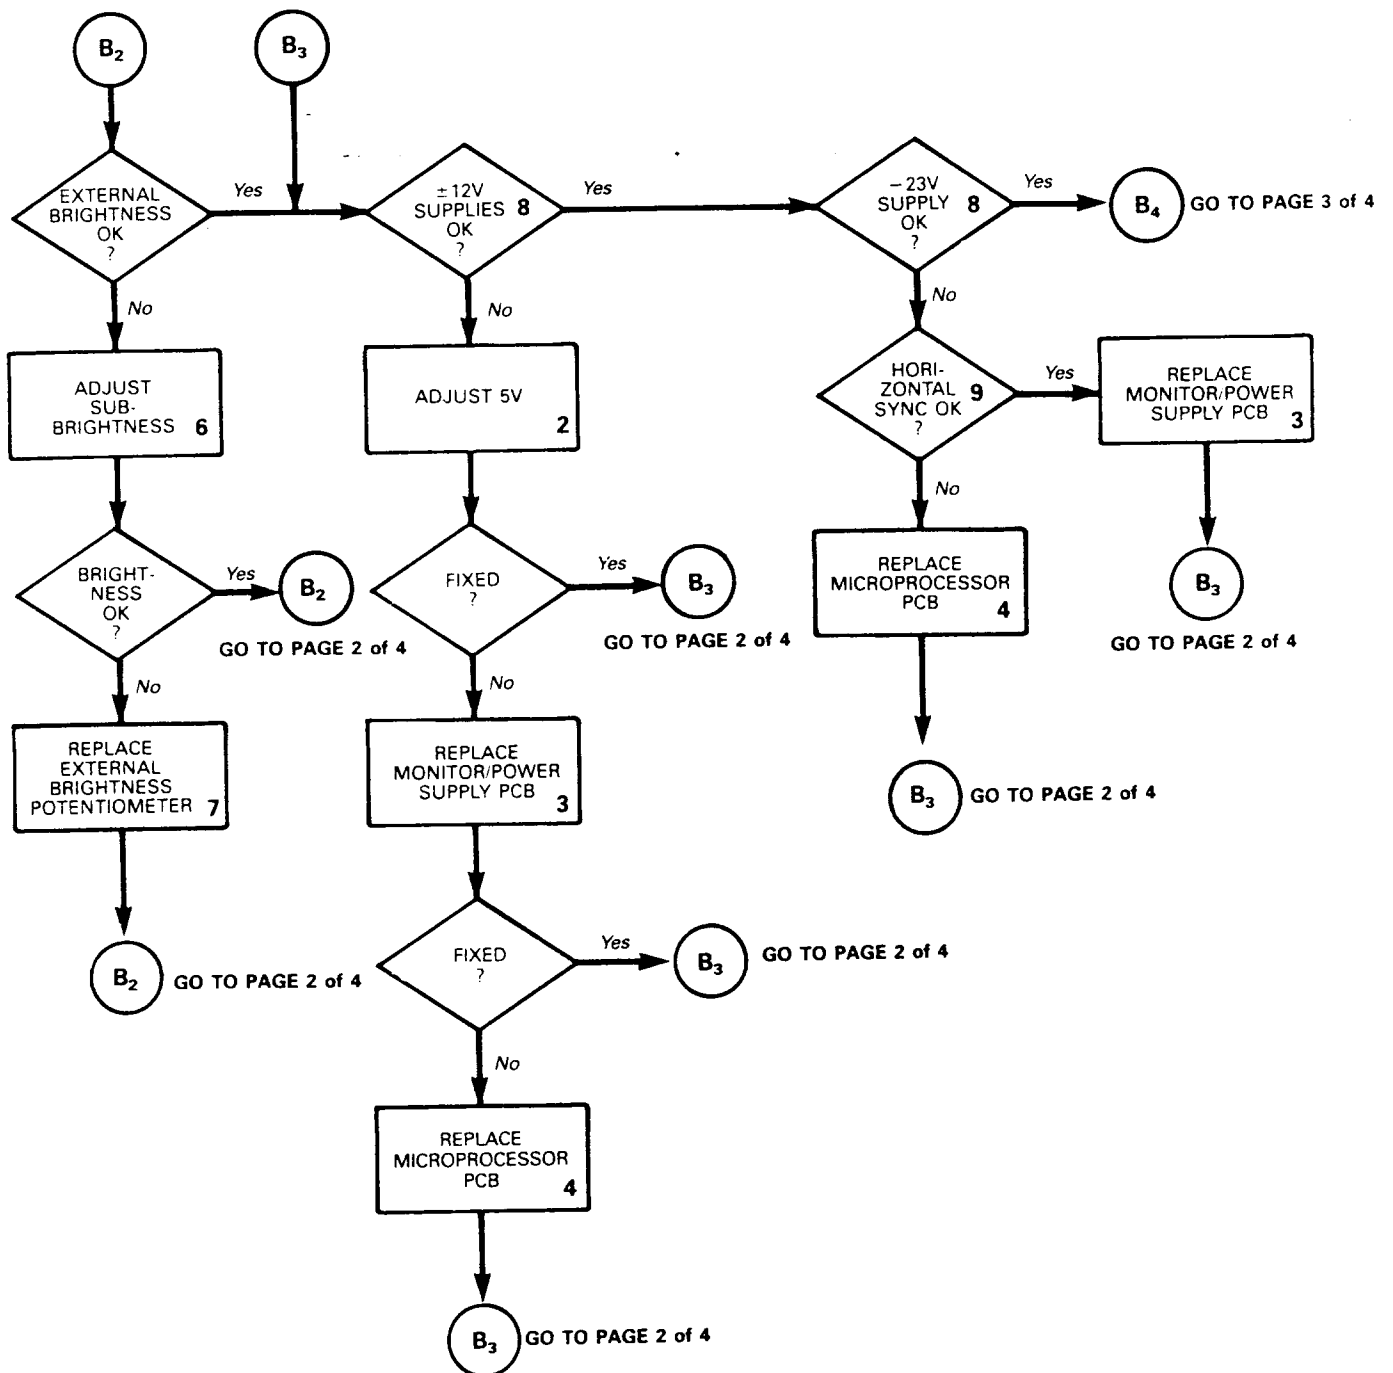 B2
B3
EXTERNAL
BRIGHTNESS
OK
?
Yes
No
±12V
SUPPLIES 8
OK
?
Yes
No
−23V
SUPPLY 8
OK
?
Yes
No
B4 GO TO PAGE 3 of 4
ADJUST
SUB-
BRIGHTNESS 6
ADJUST 5V
2
HORI-
ZONTAL 9
SYNC OK
?
Yes
No
REPLACE
MONITOR/POWER
SUPPLY PCB 3
BRIGHT-
NESS
OK
?
Yes
No
B2
GO TO PAGE 2 of 4
FIXED
?
Yes
No
B3
GO TO PAGE 2 of 4
REPLACE
MICROPROCESSOR
PCB 4
B3
GO TO PAGE 2 of 4
REPLACE
EXTERNAL
BRIGHTNESS
POTENTIOMETER 7
REPLACE
MONITOR/POWER
SUPPLY PCB 3
B3 GO TO PAGE 2 of 4
B2 GO TO PAGE 2 of 4
FIXED
?
Yes
No
B3 GO TO PAGE 2 of 4
REPLACE
MICROPROCESSOR
PCB 4
B3 GO TO PAGE 2 of 4